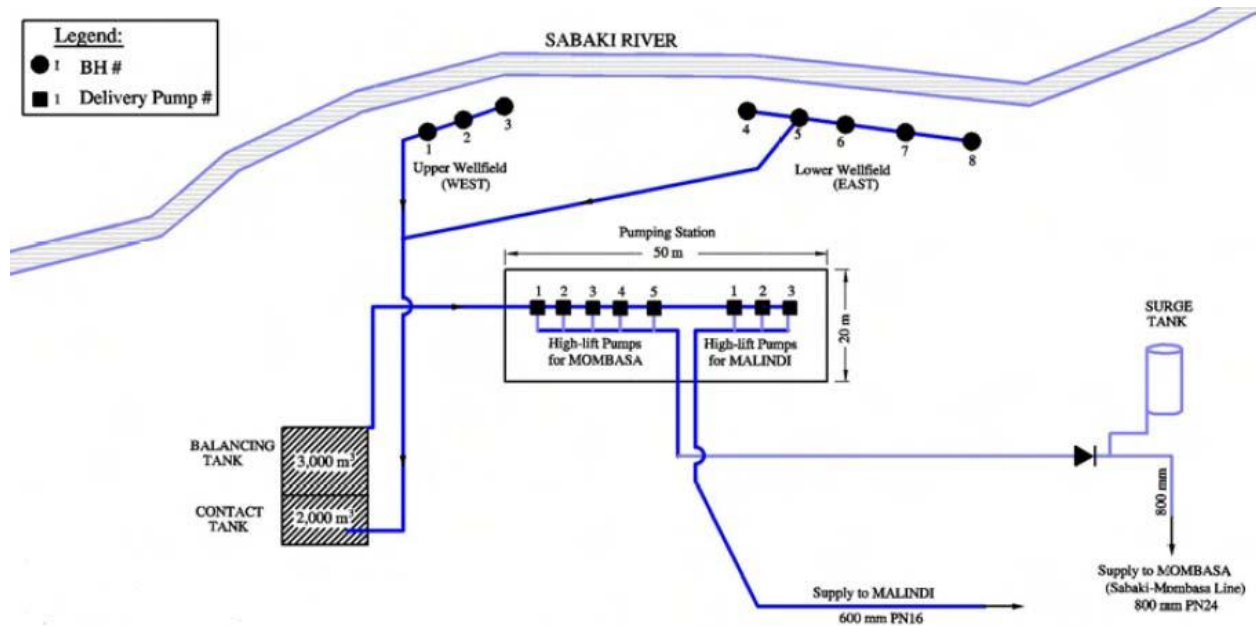 Legend:
1 BH #
1 Delivery Pump #
SABAKI RIVER
1
2
3
Upper Wellfield
(WEST)
4
5
6
7
8
Lower Wellfield
(EAST)
Pumping Station
50 m
20 m
1 2 3 4 5
1 2 3
High-lift Pumps
for MOMBASA
High-lift Pumps
for MALINDI
SURGE
TANK
BALANCING
TANK
3,000 m³
CONTACT
TANK
2,000 m³
800 mm
Supply to MALINDI
600 mm PN16
Supply to MOMBASA
(Sabaki-Mombasa Line)
800 mm PN24